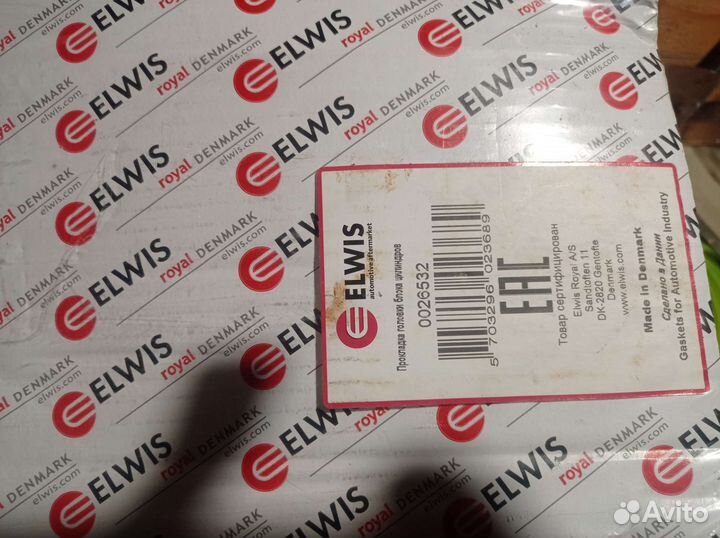 ELWIS
automotive aftermarket
Прокладка головки блока цилиндров
0026532
5 703296 023689
EAC
Товар сертифицирован
Elwis Royal A/S
Sandtoften 11
DK-2820 Gentofte
Denmark
www.elwis.com
Made in Denmark
Сделано в Дании
Gaskets for Automotive Industry
ELWIS
royal DENMARK
elwis.com
Avito